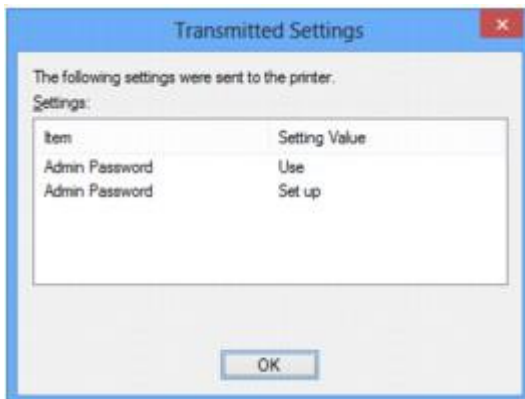 Transmitted Settings
The following settings were sent to the printer.
Settings:
Item Setting Value
Admin Password Use
Admin Password Set up
OK